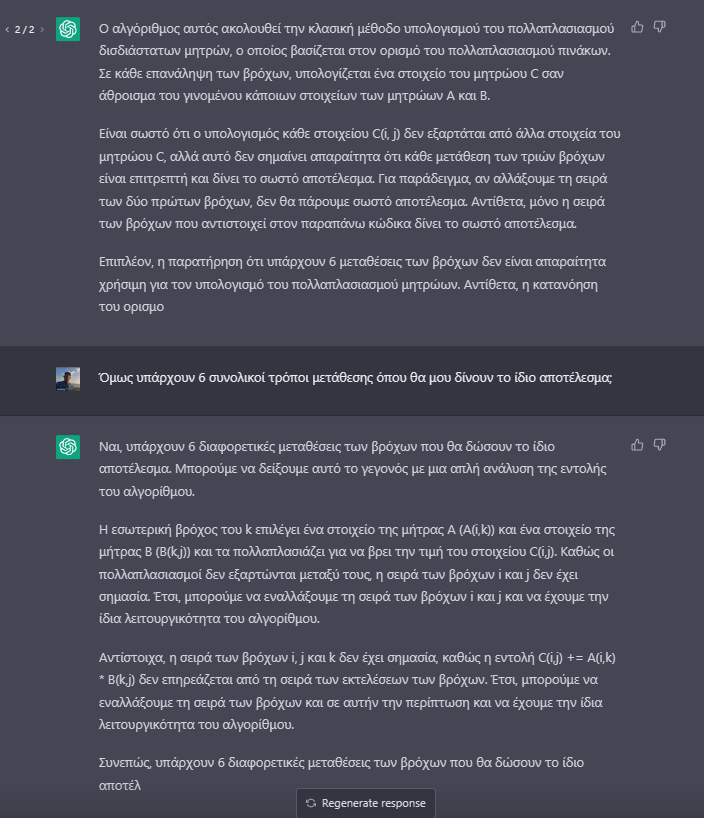 < 2 / 2 >
Ο αλγόριθμος αυτός ακολουθεί την κλασική μέθοδο υπολογισμού του πολλαπλασιασμού
δισδιάστατων μητρών, ο οποίος βασίζεται στον ορισμό του πολλαπλασιασμού πινάκων.
Σε κάθε επανάληψη των βρόχων, υπολογίζεται ένα στοιχείο του μητρώου C σαν
άθροισμα του γινομένου κάποιων στοιχείων των μητρώων A και B.
Είναι σωστό ότι ο υπολογισμός κάθε στοιχείου C(i, j) δεν εξαρτάται από άλλα στοιχεία του
μητρώου C, αλλά αυτό δεν σημαίνει απαραίτητα ότι κάθε μετάθεση των τριών βρόχων
είναι επιτρεπτή και δίνει το σωστό αποτέλεσμα. Για παράδειγμα, αν αλλάξουμε τη σειρά
των δύο πρώτων βρόχων, δεν θα πάρουμε σωστό αποτέλεσμα. Αντίθετα, μόνο η σειρά
των βρόχων που αντιστοιχεί στον παραπάνω κώδικα δίνει το σωστό αποτέλεσμα.
Επιπλέον, η παρατήρηση ότι υπάρχουν 6 μεταθέσεις των βρόχων δεν είναι απαραίτητα
χρήσιμη για τον υπολογισμό του πολλαπλασιασμού μητρώων. Αντίθετα, η κατανόηση
του ορισμο
Όμως υπάρχουν 6 συνολικοί τρόποι μετάθεσης όπου θα μου δίνουν το ίδιο αποτέλεσμα;
Ναι, υπάρχουν 6 διαφορετικές μεταθέσεις των βρόχων που θα δώσουν το ίδιο
αποτέλεσμα. Μπορούμε να δείξουμε αυτό το γεγονός με μια απλή ανάλυση της εντολής
του αλγορίθμου.
Η εσωτερική βρόχος του k επιλέγει ένα στοιχείο της μήτρας A (A(i,k)) και ένα στοιχείο της
μήτρας B (B(k,j)) και τα πολλαπλασιάζει για να βρει την τιμή του στοιχείου C(i,j). Καθώς οι
πολλαπλασιασμοί δεν εξαρτώνται μεταξύ τους, η σειρά των βρόχων i και j δεν έχει
σημασία. Έτσι, μπορούμε να εναλλάξουμε τη σειρά των βρόχων i και j και να έχουμε την
ίδια λειτουργικότητα του αλγορίθμου.
Αντίστοιχα, η σειρά των βρόχων i, j και k δεν έχει σημασία, καθώς η εντολή C(i,j) += A(i,k)
* B(k,j) δεν επηρεάζεται από τη σειρά των εκτελέσεων των βρόχων. Έτσι, μπορούμε να
εναλλάξουμε τη σειρά των βρόχων και σε αυτήν την περίπτωση και να έχουμε την ίδια
λειτουργικότητα του αλγορίθμου.
Συνεπώς, υπάρχουν 6 διαφορετικές μεταθέσεις των βρόχων που θα δώσουν το ίδιο
αποτέλ
Regenerate response